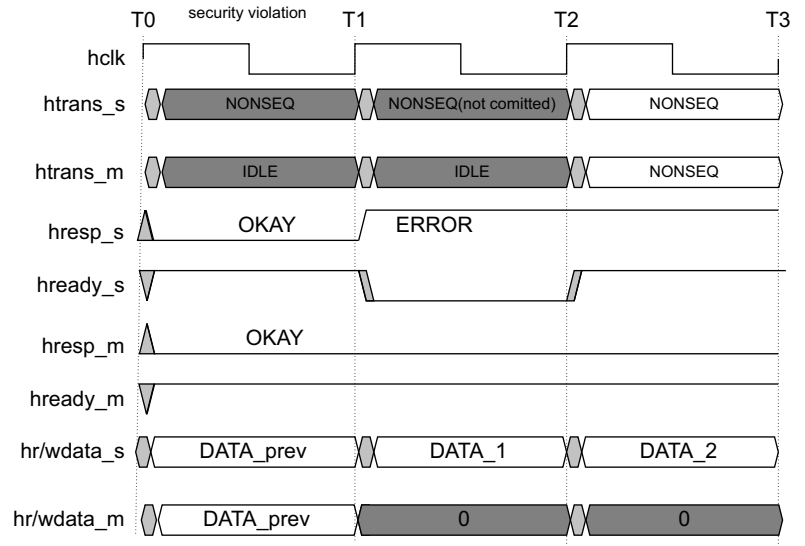 security violation
T0 T1 T2 T3
hclk
htrans_s NONSEQ NONSEQ(not comitted) NONSEQ
htrans_m IDLE IDLE NONSEQ
hresp_s OKAY ERROR
hready_s
hresp_m OKAY
hready_m
hr/wdata_s DATA_prev DATA_1 DATA_2
hr/wdata_m DATA_prev 0 0